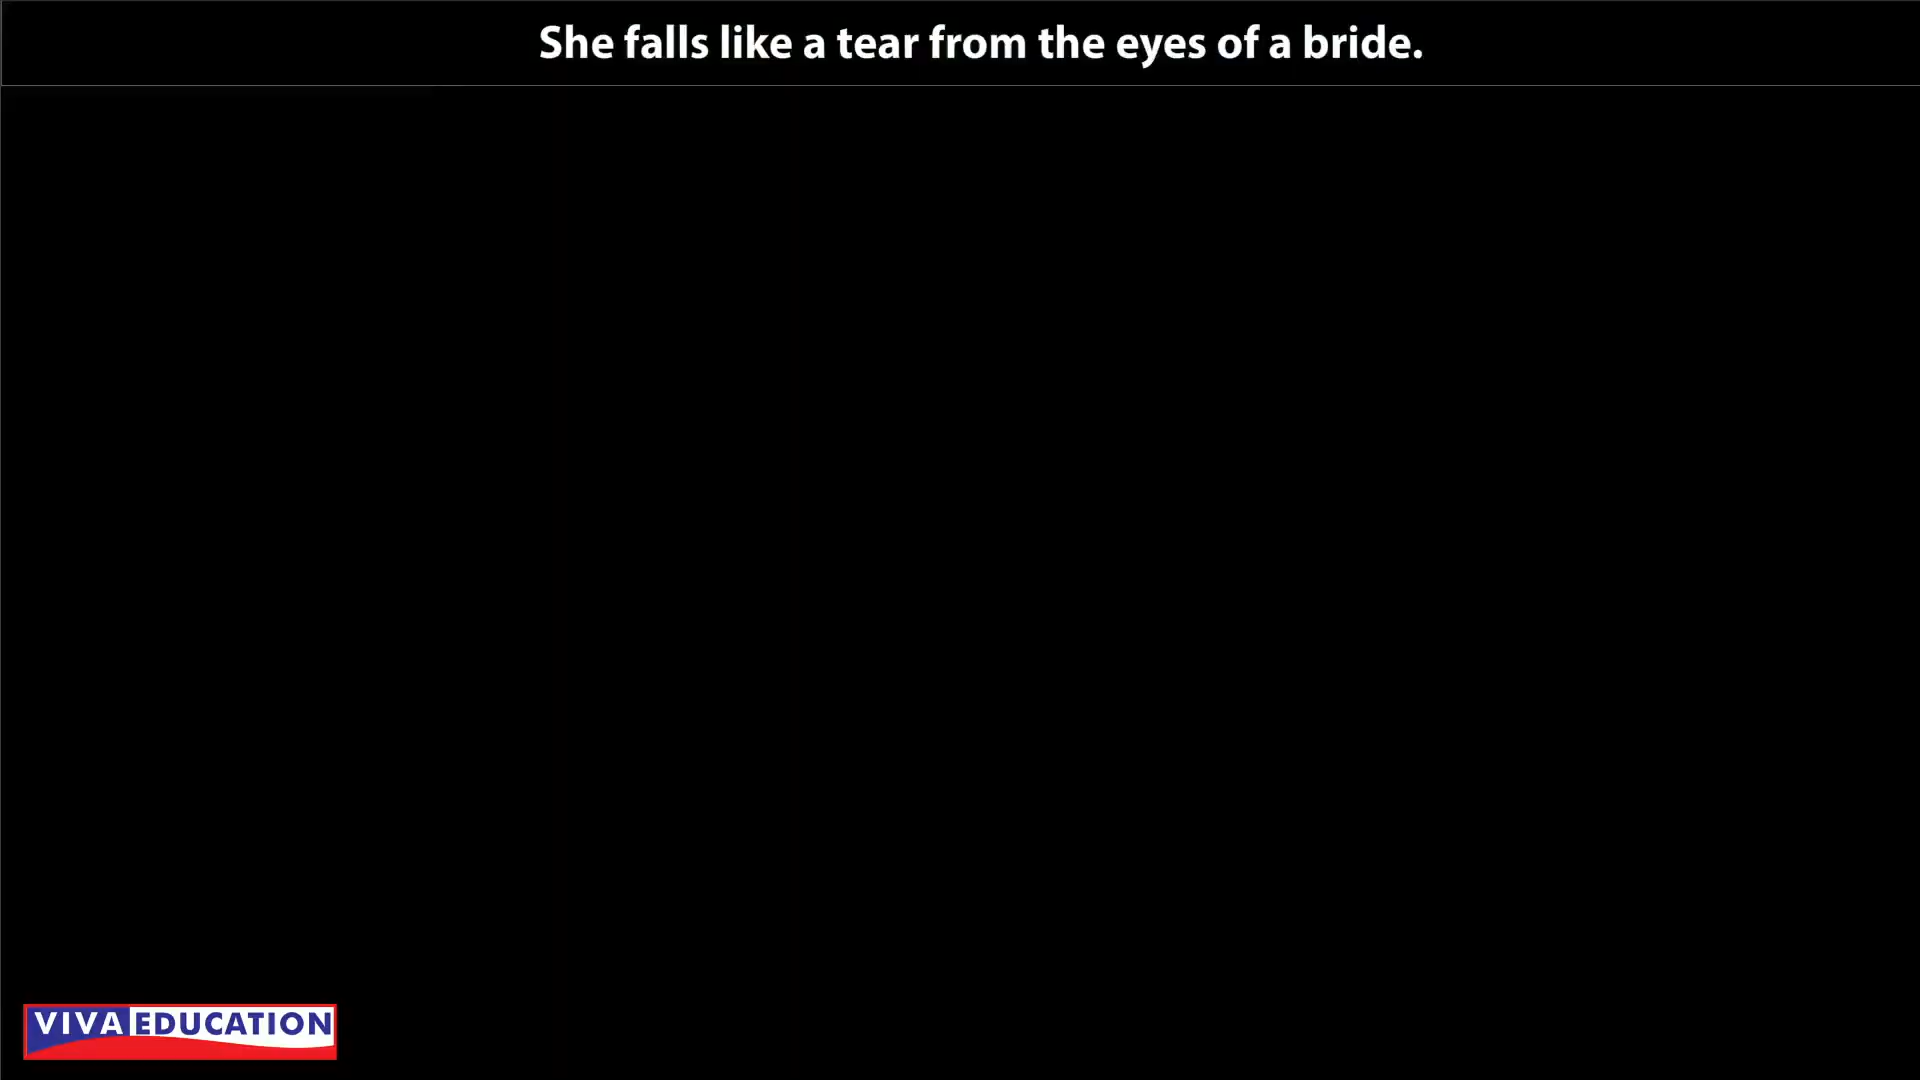 She falls like a tear from the eyes of a bride.
VIVA EDUCATION